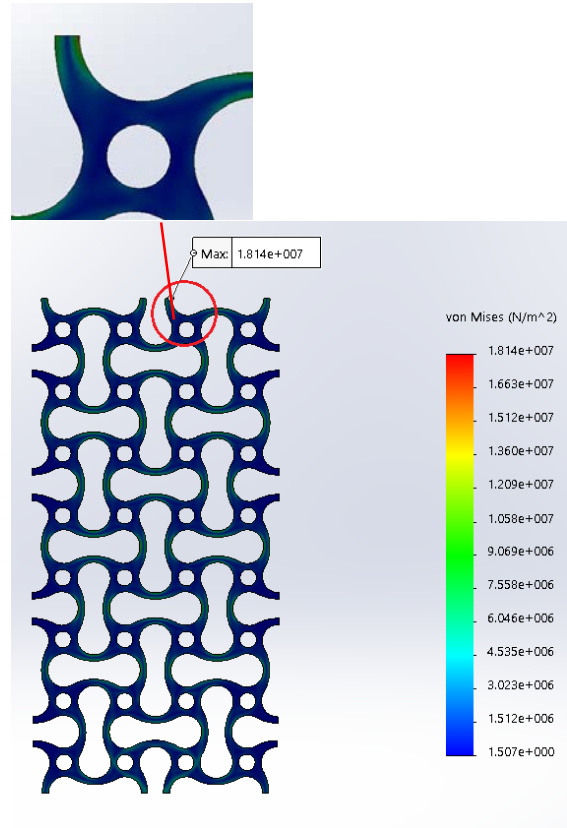 Max: 1.814e+007
von Mises (N/m^2)
1.814e+007
1.663e+007
1.512e+007
1.360e+007
1.209e+007
1.058e+007
9.069e+006
7.558e+006
6.046e+006
4.535e+006
3.023e+006
1.512e+006
1.507e+000